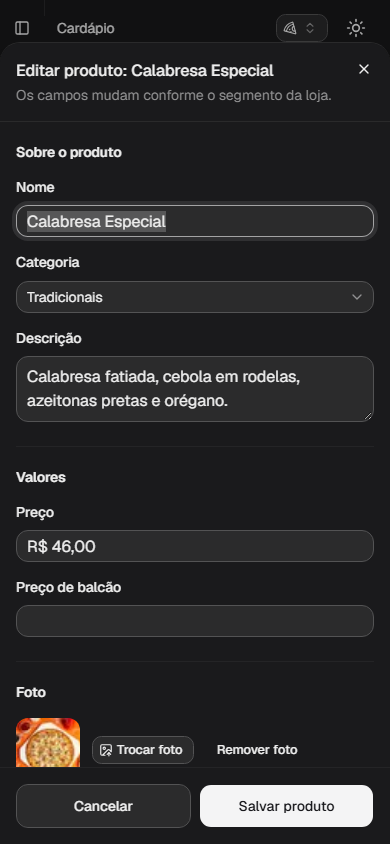 Cardápio
Editar produto: Calabresa Especial
Os campos mudam conforme o segmento da loja.
Sobre o produto
Nome
Calabresa Especial
Categoria
Tradicionais
Descrição
Calabresa fatiada, cebola em rodelas,
azeitonas pretas e orégano.
Valores
Preço
R$ 46,00
Preço de balcão
Foto
Trocar foto
Remover foto
Cancelar
Salvar produto